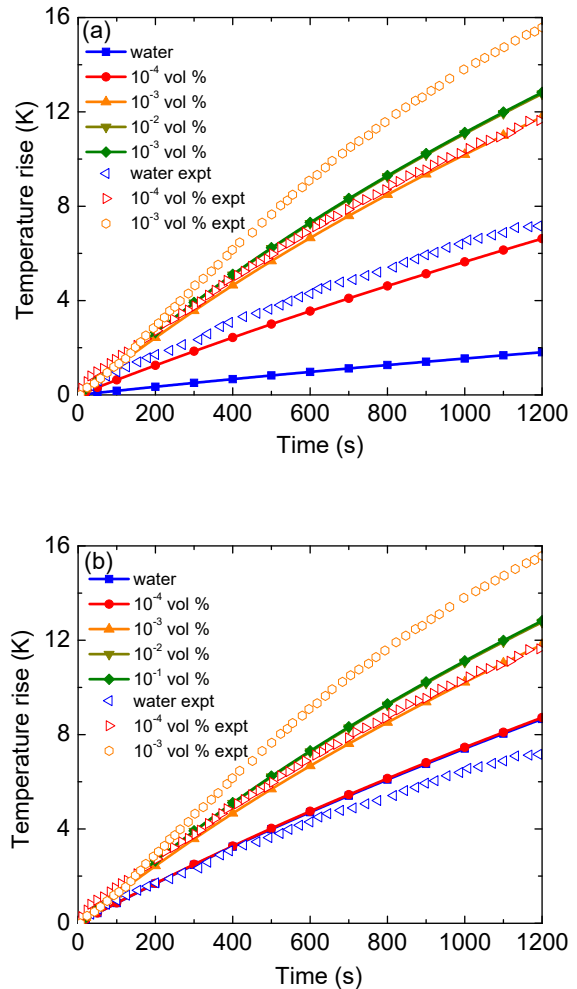 (a)
16
12
8
4
0
Temperature rise (K)
water
10⁻⁴ vol %
10⁻³ vol %
10⁻² vol %
10⁻³ vol %
water expt
10⁻⁴ vol % expt
10⁻³ vol % expt
200 400 600 800 1000 1200
Time (s)
(b)
16
12
8
4
0
Temperature rise (K)
water
10⁻⁴ vol %
10⁻³ vol %
10⁻² vol %
10⁻¹ vol %
water expt
10⁻⁴ vol % expt
10⁻³ vol % expt
200 400 600 800 1000 1200
Time (s)